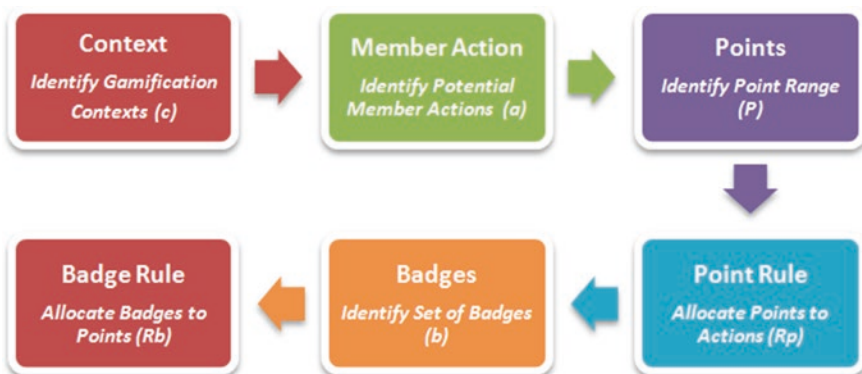 Context
Identify Gamification
Contexts (c)
Member Action
Identify Potential
Member Actions (a)
Points
Identify Point Range
(P)
Point Rule
Allocate Points to
Actions (Rp)
Badges
Identify Set of Badges
(b)
Badge Rule
Allocate Badges to
Points (Rb)